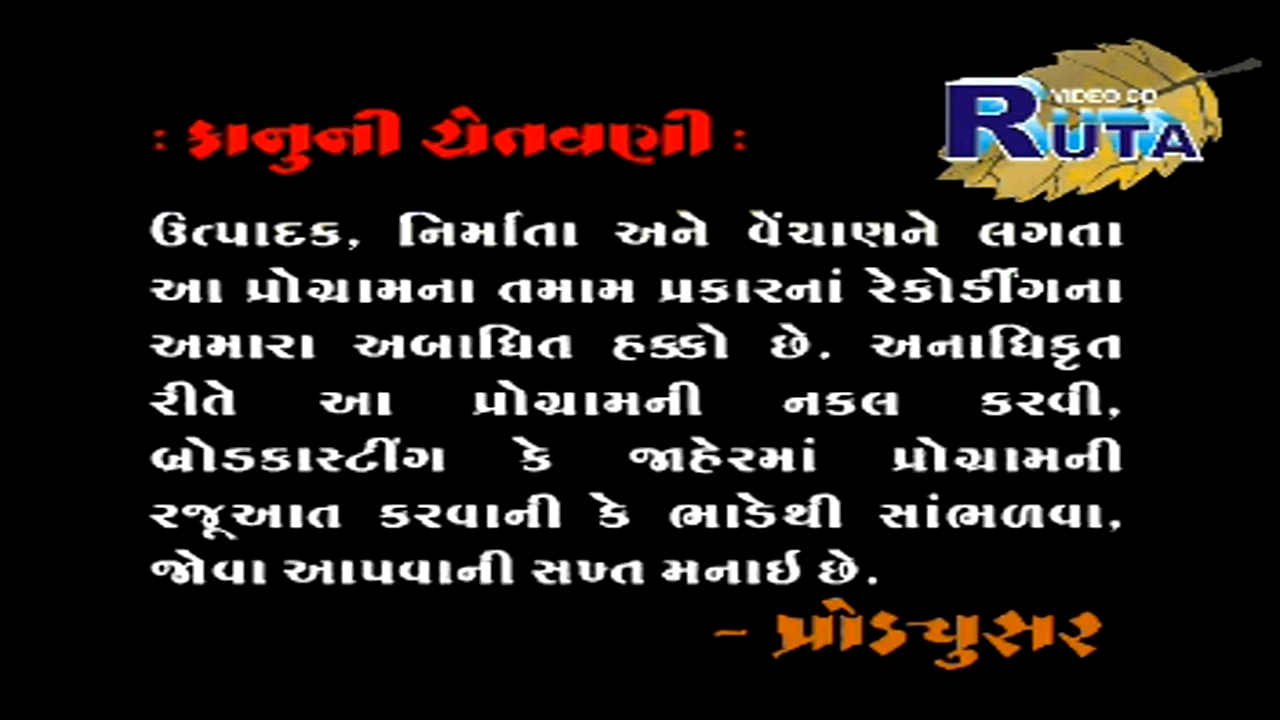 VIDEO CD
RUTA
: કાનુની ચેતવણી :
ઉત્પાદક, નિર્માતા અને વેંચાણને લગતા
આ પ્રોગ્રામના તમામ પ્રકારનાં રેકોર્ડીંગના
અમારા અબાધિત હક્કો છે. અનાધિકૃત
રીતે આ પ્રોગ્રામની નકલ કરવી,
બ્રોડકાસ્ટીંગ કે જાહેરમાં પ્રોગ્રામની
રજૂઆત કરવાની કે ભાડેથી સાંભળવા,
જોવા આપવાની સખ્ત મનાઇ છે.
- પ્રોડ્યુસર